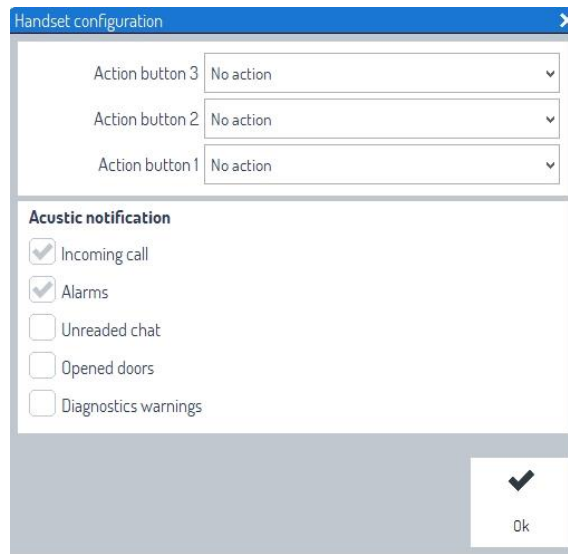 Handset configuration
Action button 3 No action
Action button 2 No action
Action button 1 No action
Acustic notification
Incoming call
Alarms
Unreaded chat
Opened doors
Diagnostics warnings
Ok